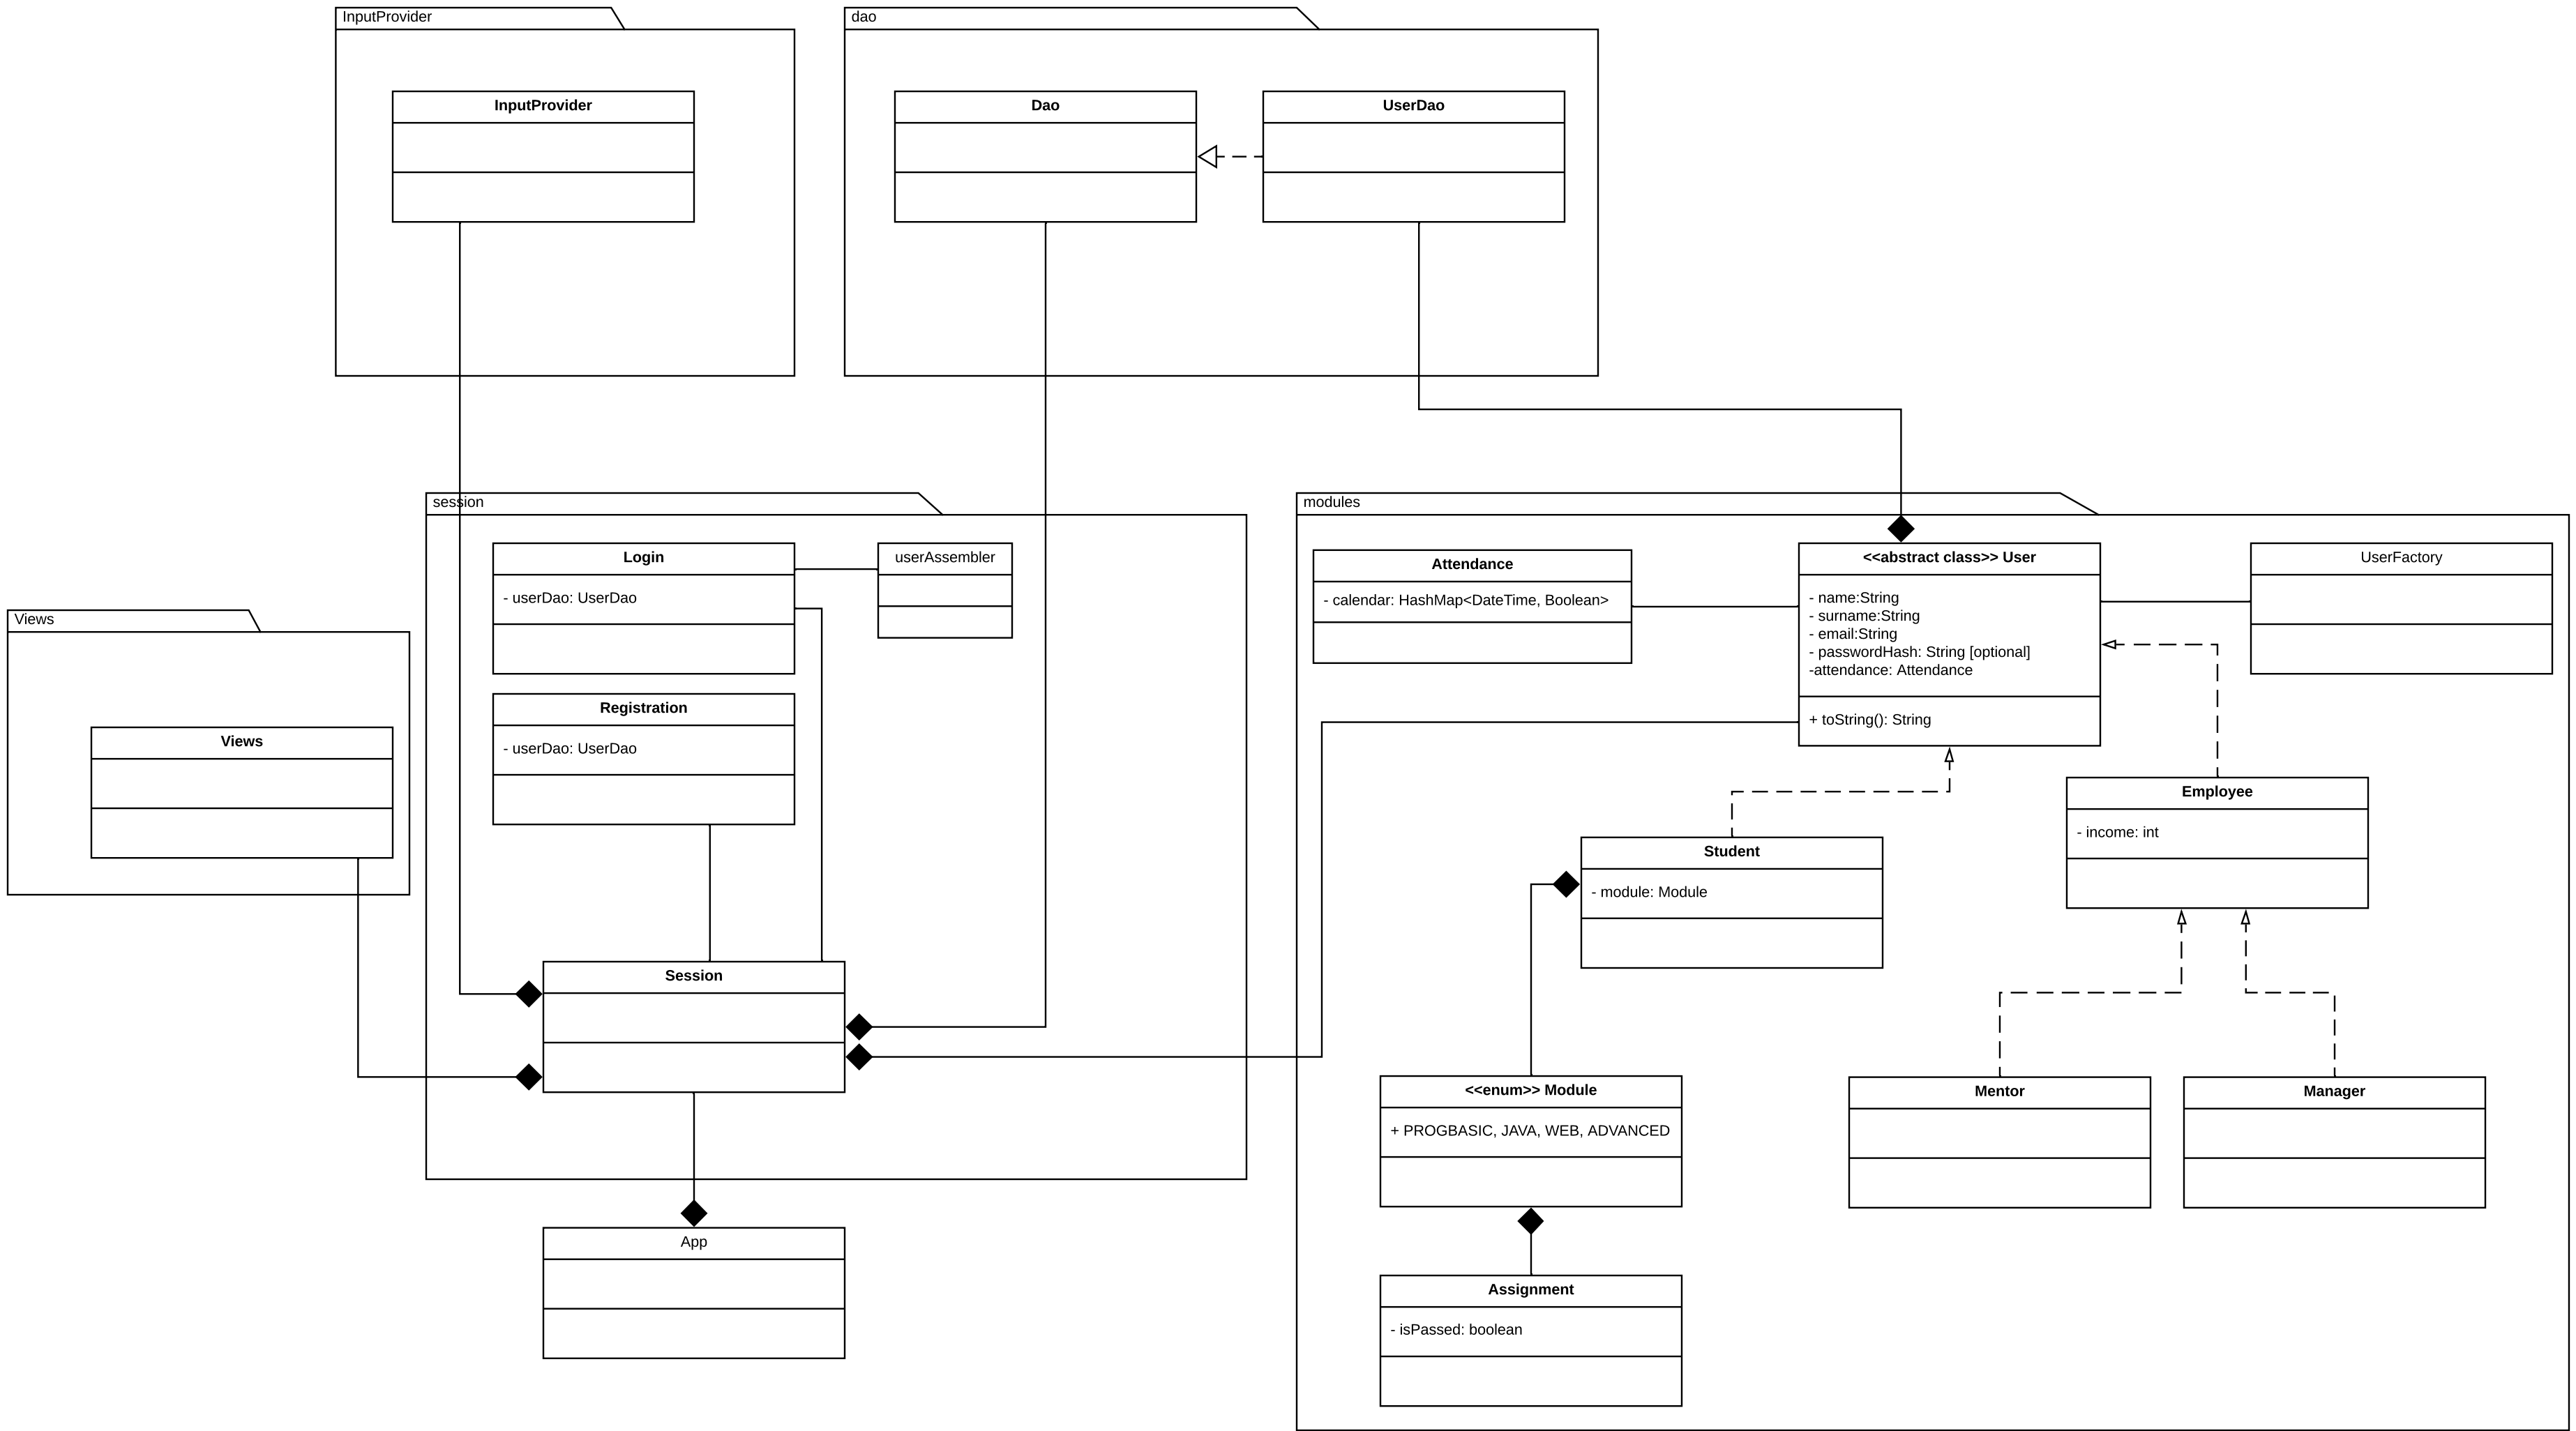 InputProvider
InputProvider
dao
Dao
UserDao
session
Login
- userDao: UserDao
userAssembler
Registration
- userDao: UserDao
Session
Views
Views
App
modules
Attendance
- calendar: HashMap<DateTime, Boolean>
<<abstract class>> User
- name:String
- surname:String
- email:String
- passwordHash: String [optional]
-attendance: Attendance
+ toString(): String
UserFactory
Employee
- income: int
Student
- module: Module
<<enum>> Module
+ PROGBASIC, JAVA, WEB, ADVANCED
Mentor
Manager
Assignment
- isPassed: boolean